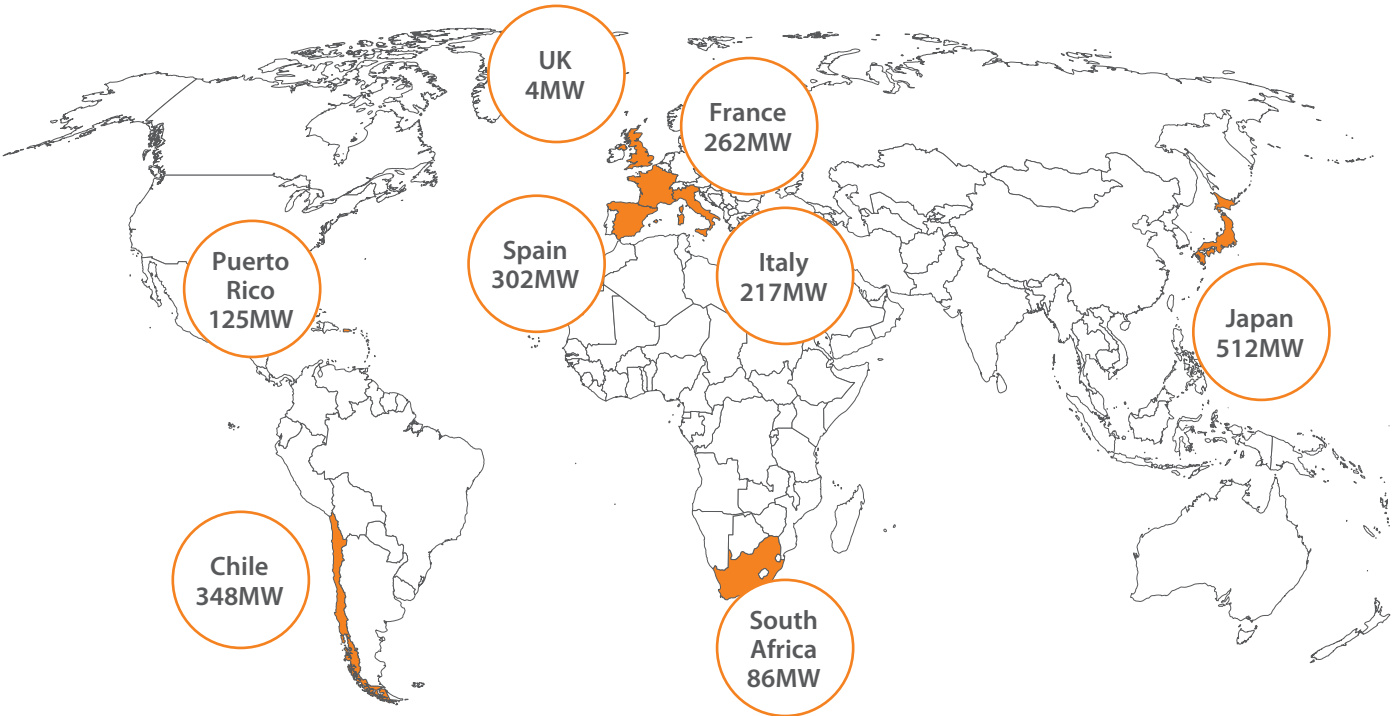 UK
4MW
France
262MW
Spain
302MW
Puerto
Rico
125MW
Italy
217MW
Japan
512MW
Chile
348MW
South
Africa
86MW